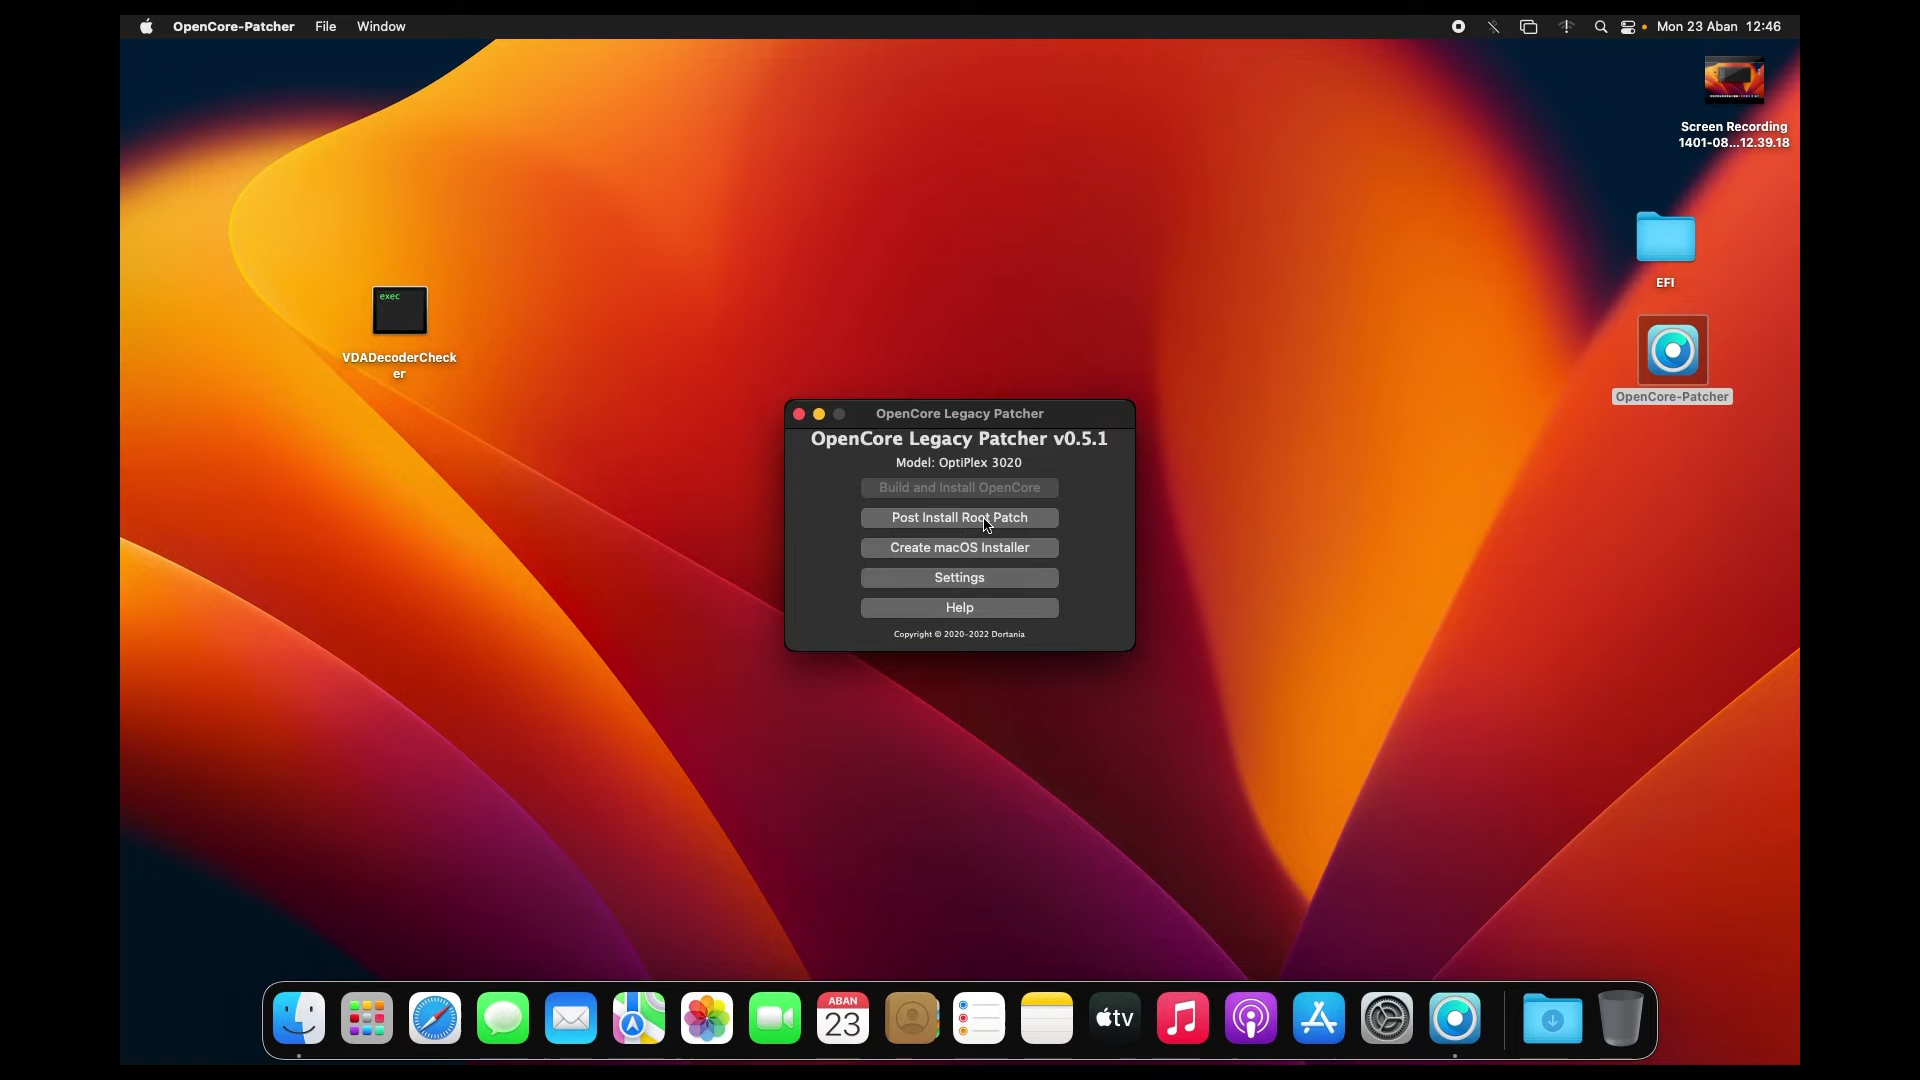 OpenCore-Patcher File Window Mon 23 Aban 12:46
Screen Recording
1401-08...12.39.18
EFI
exec
VDADecoderCheck
er
OpenCore-Patcher
OpenCore Legacy Patcher
OpenCore Legacy Patcher v0.5.1
Model: OptiPlex 3020
Build and Install OpenCore
Post Install Root Patch
Create macOS Installer
Settings
Help
Copyright © 2020-2022 Dortania
ABAN
23
tv